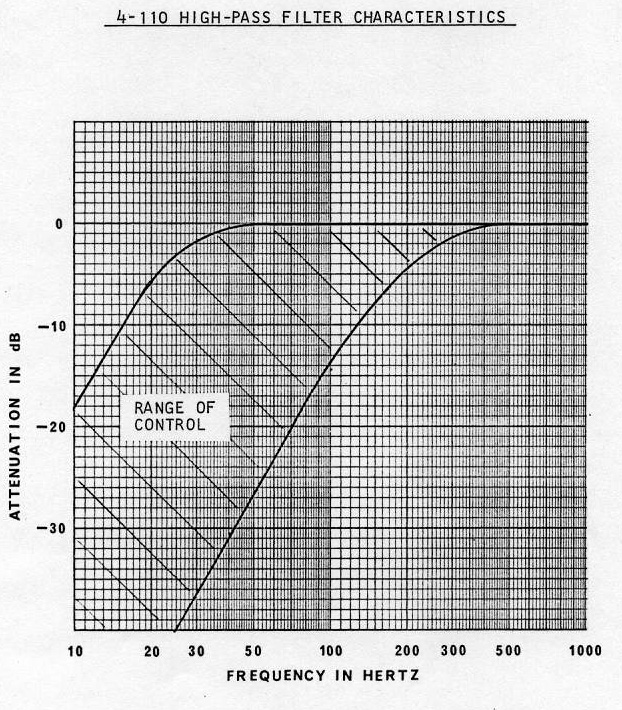 4-110 HIGH-PASS FILTER CHARACTERISTICS
0
-10
-20
-30
ATTENUATION IN dB
RANGE OF
CONTROL
10 20 30 50 100 200 300 500 1000
FREQUENCY IN HERTZ